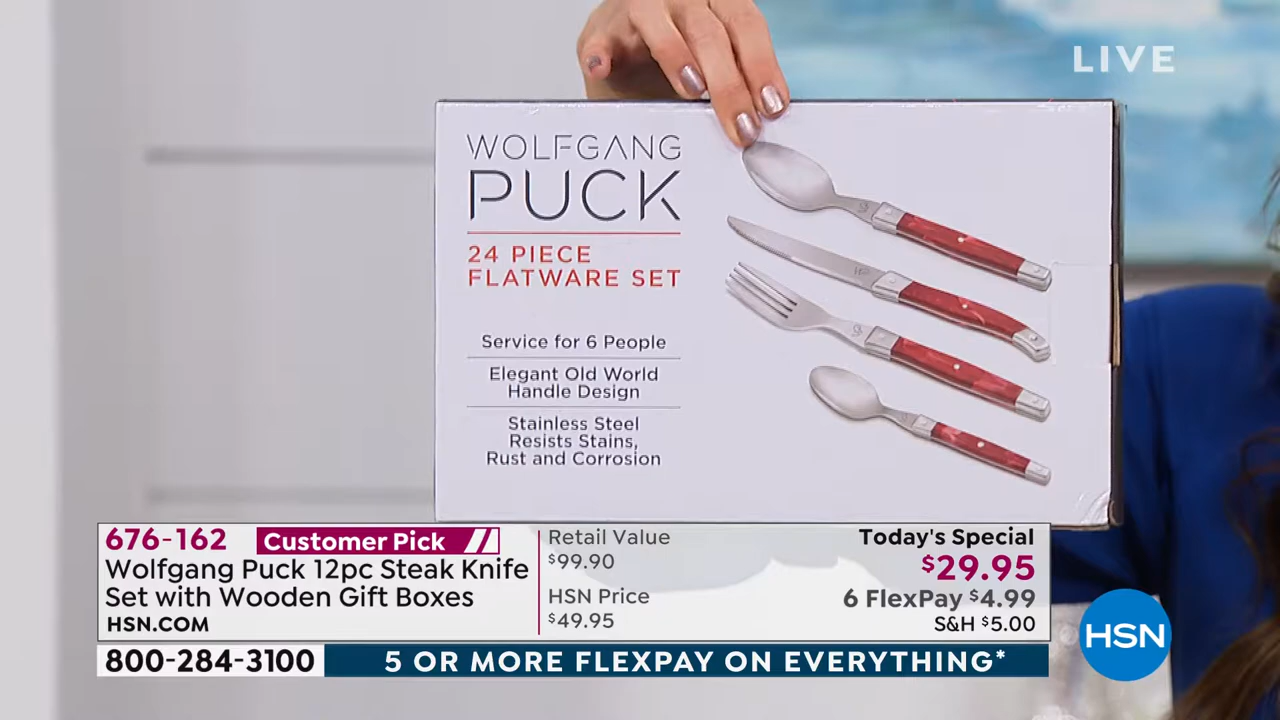 LIVE
WOLFGANG
PUCK
24 PIECE
FLATWARE SET
Service for 6 People
Elegant Old World
Handle Design
Stainless Steel
Resists Stains,
Rust and Corrosion
676-162 Customer Pick
Wolfgang Puck 12pc Steak Knife
Set with Wooden Gift Boxes
HSN.COM
Retail Value
$99.90
HSN Price
$49.95
Today's Special
$29.95
6 FlexPay $4.99
S&H $5.00
HSN
800-284-3100 5 OR MORE FLEXPAY ON EVERYTHING*